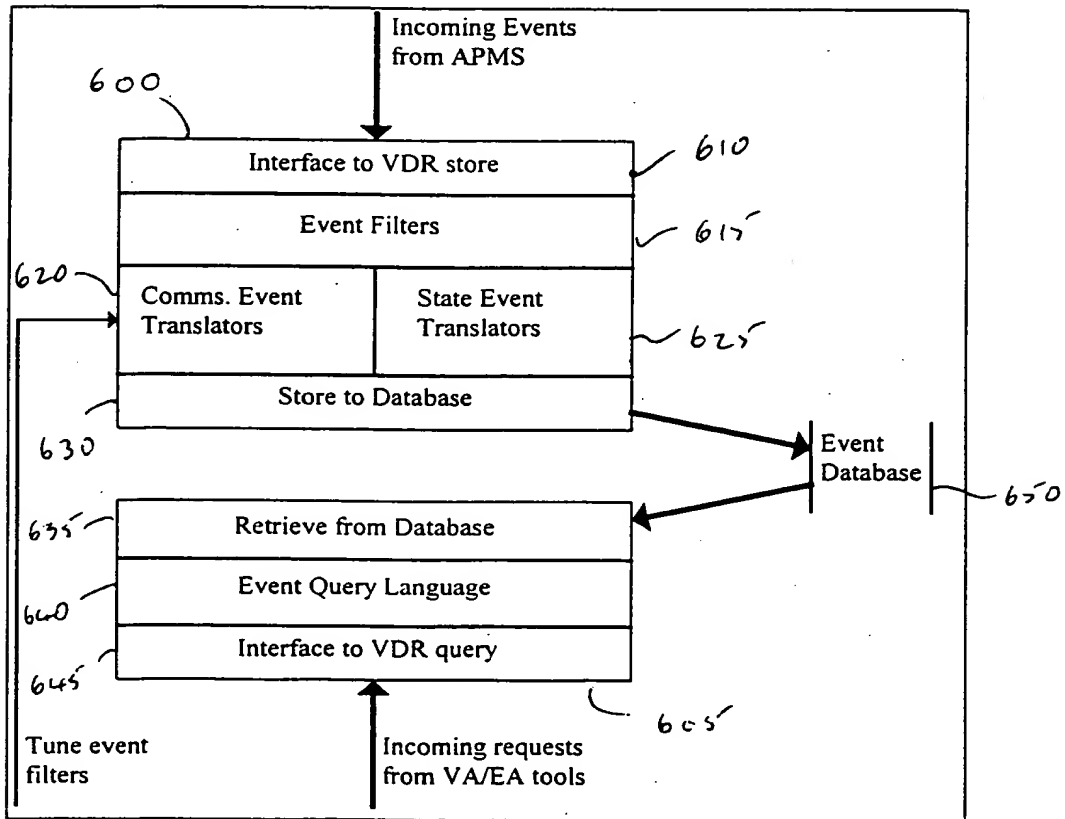 Incoming Events
from APMS
600
Interface to VDR store
610
Event Filters
615
620
Comms. Event
Translators
State Event
Translators
625
Store to Database
630
Event
Database
650
635
Retrieve from Database
Event Query Language
640
Interface to VDR query
645
605
Tune event
filters
Incoming requests
from VA/EA tools